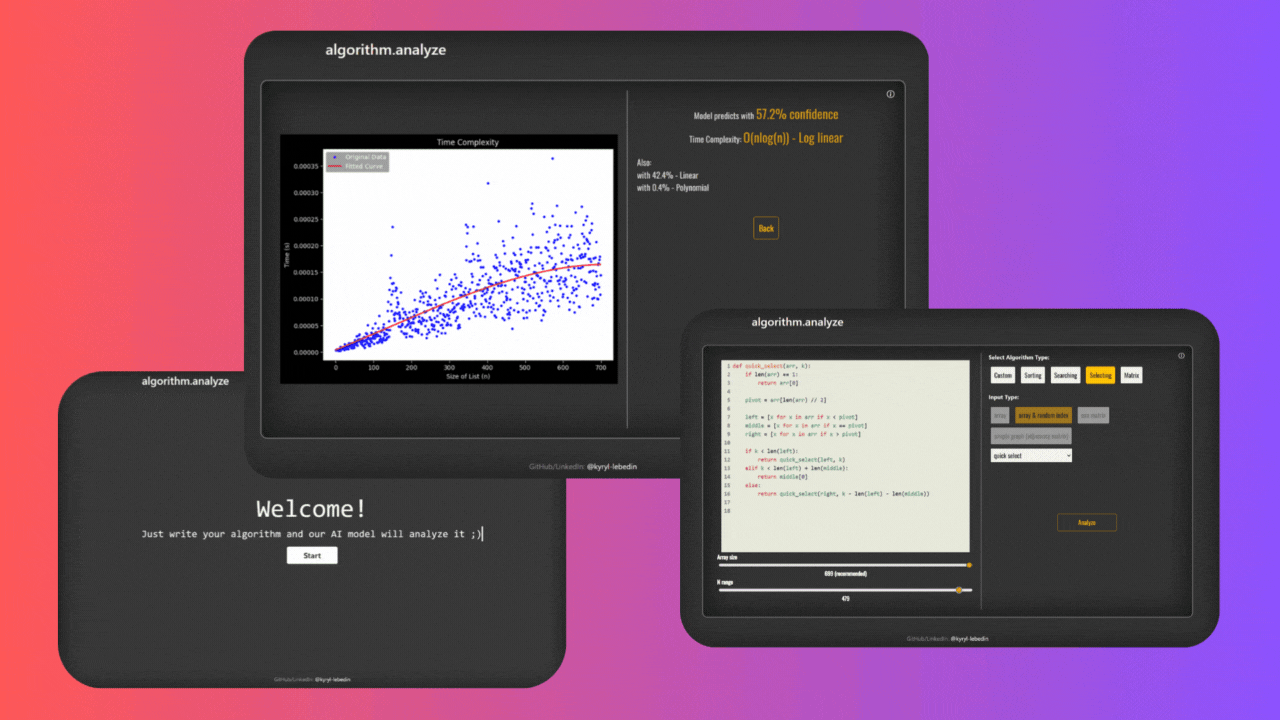 algorithm.analyze
Model predicts with 57.2% confidence
Time Complexity: O(nlog(n)) - Log linear
Also:
with 42.4% - Linear
with 0.4% - Polynomial
Back
Time Complexity
Original Data
Fitted Curve
0.00035
0.00030
0.00025
0.00020
0.00015
0.00010
0.00005
0.00000
Time (s)
0 100 200 300 400 500 600 700
Size of List (n)
GitHub/LinkedIn: @kyryl-lebedin
algorithm.analyze
Welcome!
Just write your algorithm and our AI model will analyze it ;)
Start
GitHub/LinkedIn: @kyryl-lebedin
algorithm.analyze
1 def quick_select(arr, k):
2 if len(arr) == 1:
3 return arr[0]
4
5 pivot = arr[len(arr) // 2]
6
7 left = [x for x in arr if x < pivot]
8 middle = [x for x in arr if x == pivot]
9 right = [x for x in arr if x > pivot]
10
11 if k < len(left):
12 return quick_select(left, k)
13 elif k < len(left) + len(middle):
14 return middle[0]
15 else:
16 return quick_select(right, k - len(left) - len(middle))
17
18
Array size
690 (recommended)
N range
479
Select Algorithm Type:
Custom Sorting Searching Selecting Matrix
Input Type:
array array & random index
quick select
Analyze
GitHub/LinkedIn: @kyryl-lebedin